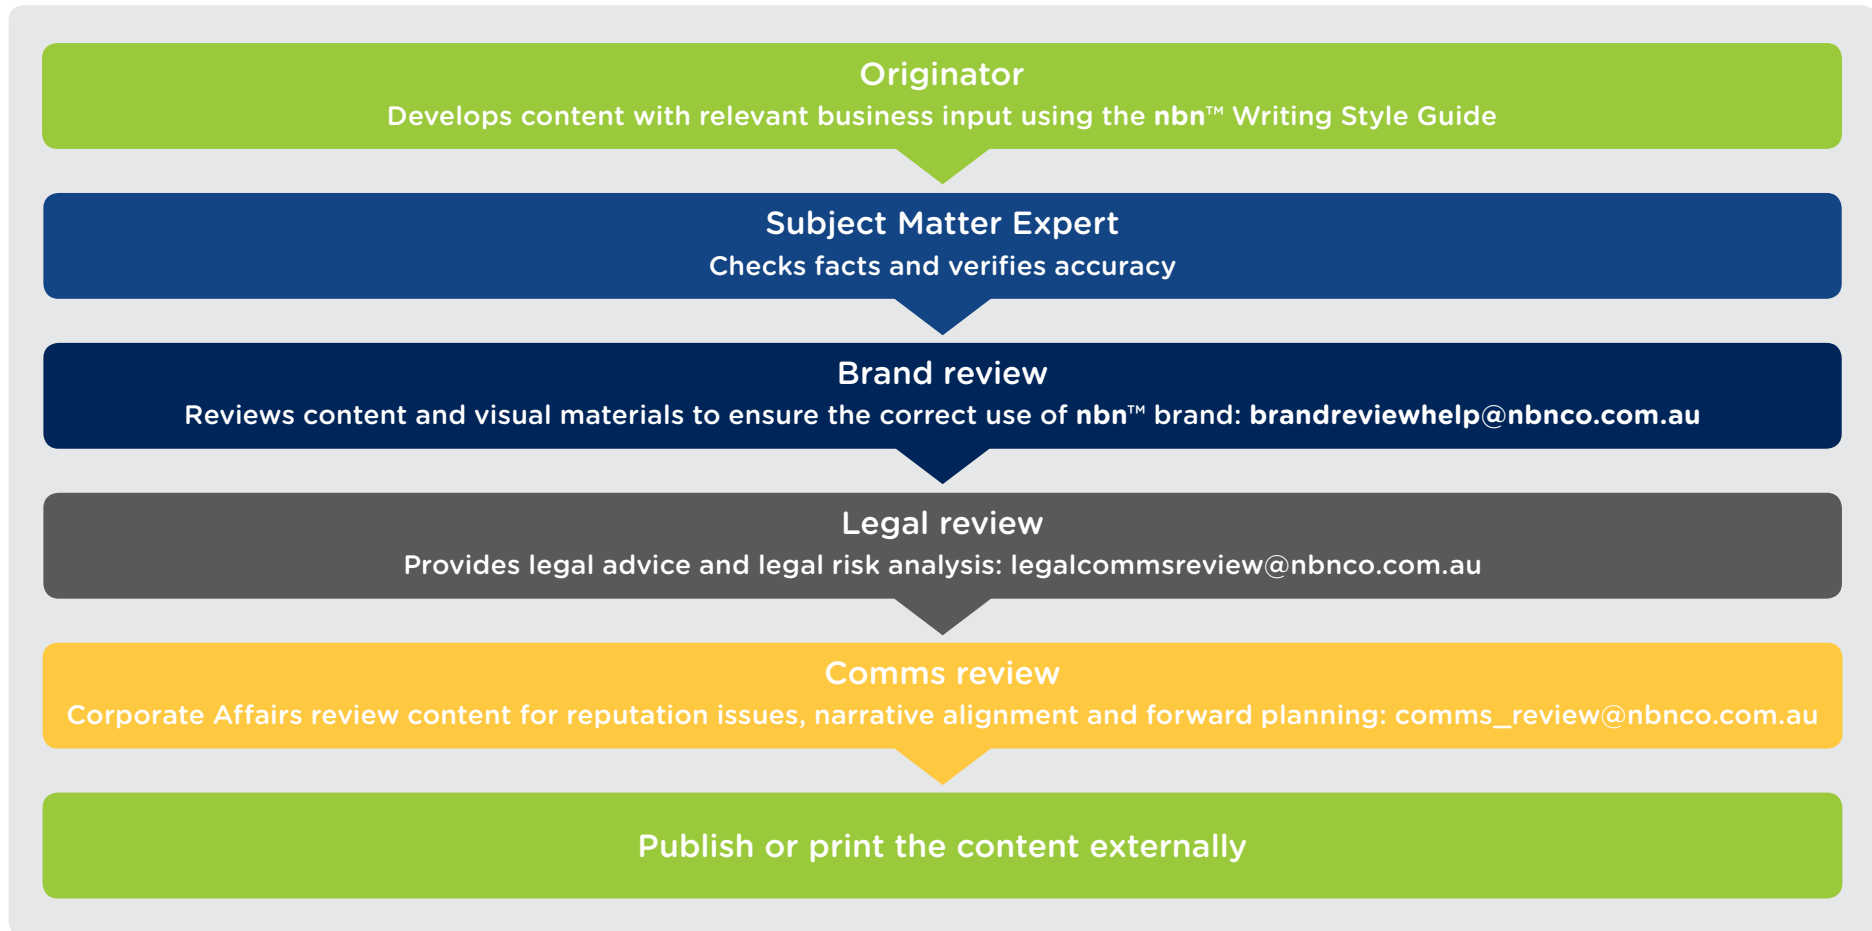 Originator
Develops content with relevant business input using the nbn™ Writing Style Guide
Subject Matter Expert
Checks facts and verifies accuracy
Brand review
Reviews content and visual materials to ensure the correct use of nbn™ brand: brandreviewhelp@nbnco.com.au
Legal review
Provides legal advice and legal risk analysis: legalcommsreview@nbnco.com.au
Comms review
Corporate Affairs review content for reputation issues, narrative alignment and forward planning: comms_review@nbnco.com.au
Publish or print the content externally